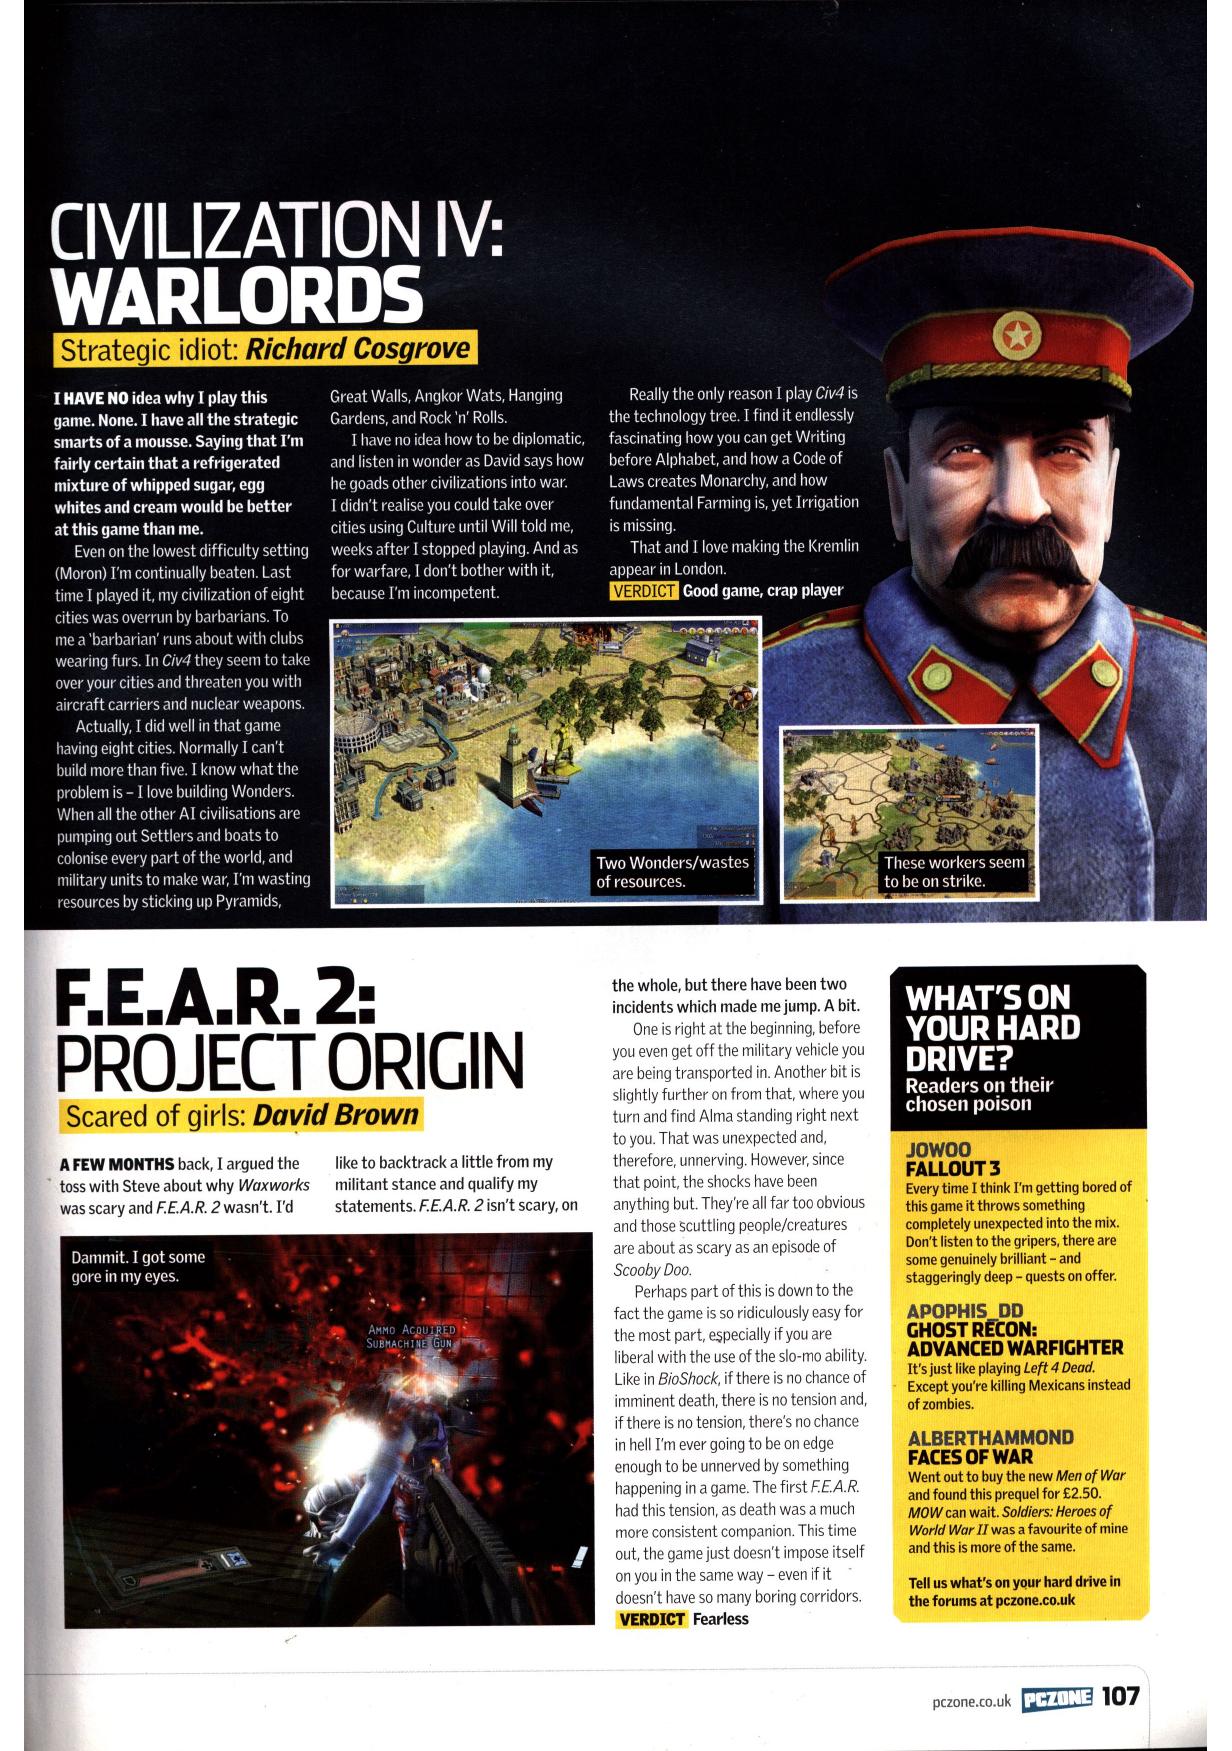 CIVILIZATION IV:
WARLORDS
Strategic idiot: Richard Cosgrove
I HAVE NO idea why I play this
game. None. I have all the strategic
smarts of a mousse. Saying that I'm
fairly certain that a refrigerated
mixture of whipped sugar, egg
whites and cream would be better
at this game than me.
Even on the lowest difficulty setting
(Moron) I'm continually beaten. Last
time I played it, my civilization of eight
cities was overrun by barbarians. To
me a 'barbarian' runs about with clubs
wearing furs. In Civ4 they seem to take
over your cities and threaten you with
aircraft carriers and nuclear weapons.
Actually, I did well in that game
having eight cities. Normally I can't
build more than five. I know what the
problem is – I love building Wonders.
When all the other AI civilisations are
pumping out Settlers and boats to
colonise every part of the world, and
military units to make war, I'm wasting
resources by sticking up Pyramids,
Great Walls, Angkor Wats, Hanging
Gardens, and Rock 'n' Rolls.
I have no idea how to be diplomatic,
and listen in wonder as David says how
he goads other civilizations into war.
I didn't realise you could take over
cities using Culture until Will told me,
weeks after I stopped playing. And as
for warfare, I don't bother with it,
because I'm incompetent.
Really the only reason I play Civ4 is
the technology tree. I find it endlessly
fascinating how you can get Writing
before Alphabet, and how a Code of
Laws creates Monarchy, and how
fundamental Farming is, yet Irrigation
is missing.
That and I love making the Kremlin
appear in London.
VERDICT Good game, crap player
Two Wonders/wastes
of resources.
These workers seem
to be on strike.
F.E.A.R. 2:
PROJECT ORIGIN
Scared of girls: David Brown
A FEW MONTHS back, I argued the
toss with Steve about why Waxworks
was scary and F.E.A.R. 2 wasn't. I'd
like to backtrack a little from my
militant stance and qualify my
statements. F.E.A.R. 2 isn't scary, on
the whole, but there have been two
incidents which made me jump. A bit.
One is right at the beginning, before
you even get off the military vehicle you
are being transported in. Another bit is
slightly further on from that, where you
turn and find Alma standing right next
to you. That was unexpected and,
therefore, unnerving. However, since
that point, the shocks have been
anything but. They're all far too obvious
and those scuttling people/creatures
are about as scary as an episode of
Scooby Doo.
Perhaps part of this is down to the
fact the game is so ridiculously easy for
the most part, especially if you are
liberal with the use of the slo-mo ability.
Like in BioShock, if there is no chance of
imminent death, there is no tension and,
if there is no tension, there's no chance
in hell I'm ever going to be on edge
enough to be unnerved by something
happening in a game. The first F.E.A.R.
had this tension, as death was a much
more consistent companion. This time
out, the game just doesn't impose itself
on you in the same way – even if it
doesn't have so many boring corridors.
VERDICT Fearless
Dammit. I got some
gore in my eyes.
AMMO ACQUIRED
SUBMACHINE GUN
WHAT'S ON
YOUR HARD
DRIVE?
Readers on their
chosen poison
JOWOO
FALLOUT 3
Every time I think I'm getting bored of
this game it throws something
completely unexpected into the mix.
Don't listen to the gripers, there are
some genuinely brilliant – and
staggeringly deep – quests on offer.
APOPHIS_DD
GHOST RECON:
ADVANCED WARFIGHTER
It's just like playing Left 4 Dead.
Except you're killing Mexicans instead
of zombies.
ALBERTHAMMOND
FACES OF WAR
Went out to buy the new Men of War
and found this prequel for £2.50.
MOW can wait. Soldiers: Heroes of
World War II was a favourite of mine
and this is more of the same.
Tell us what's on your hard drive in
the forums at pczone.co.uk
pczone.co.uk PCZONE 107